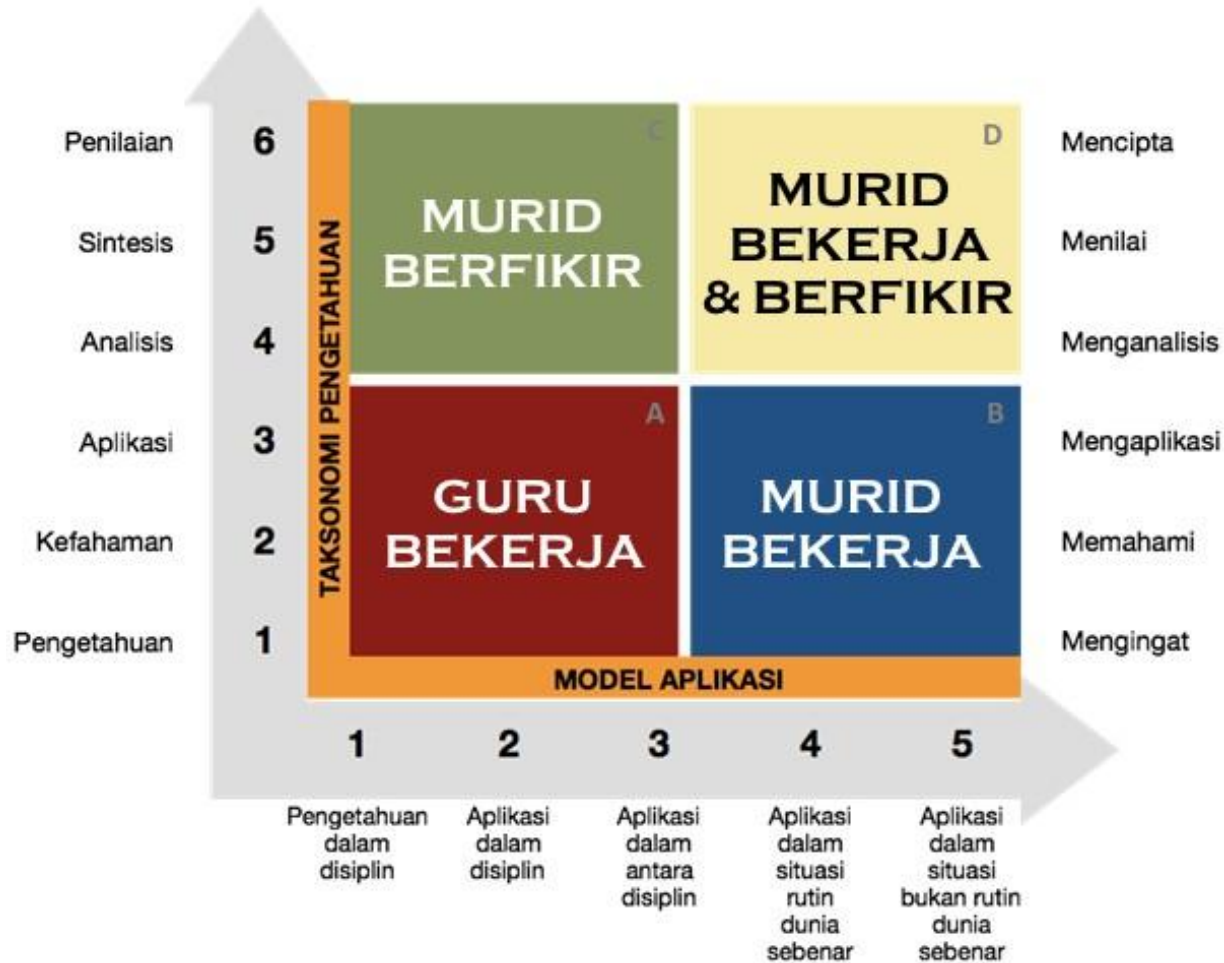 Penilaian
6
C
MURID
BERFIKIR
D
MURID
BEKERJA
& BERFIKIR
Mencipta
Sintesis
5
Menilai
Analisis
4
Menganalisis
TAKSONOMI PENGETAHUAN
Aplikasi
3
A
GURU
BEKERJA
B
MURID
BEKERJA
Mengaplikasi
Kefahaman
2
Memahami
Pengetahuan
1
Mengingat
MODEL APLIKASI
1
2
3
4
5
Pengetahuan
dalam
disiplin
Aplikasi
dalam
disiplin
Aplikasi
dalam
antara
disiplin
Aplikasi
dalam
situasi
rutin
dunia
sebenar
Aplikasi
dalam
situasi
bukan rutin
dunia
sebenar